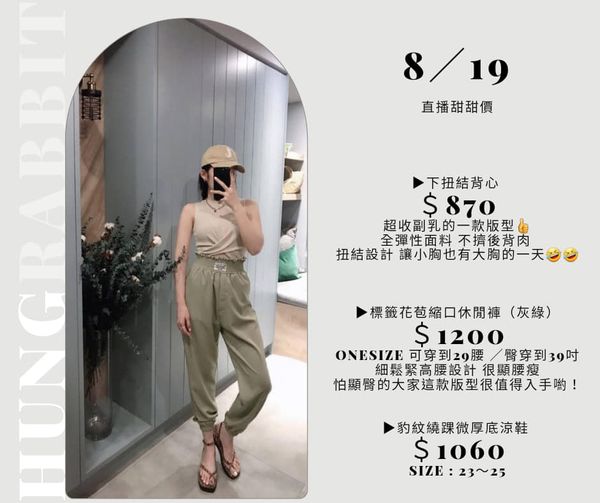 HUNGRABBIT
8／19
直播甜甜價
▶下扭結背心
＄870
超收副乳的一款版型👍
全彈性面料 不擠後背肉
扭結設計 讓小胸也有大胸的一天🤣🤣
▶標籤花苞縮口休閒褲（灰綠）
＄1200
ONESIZE 可穿到29腰 ／臀穿到39吋
細鬆緊高腰設計 很顯腰瘦
怕顯臀的大家這款版型很值得入手喲！
▶豹紋繞踝微厚底涼鞋
＄1060
SIZE：23～25